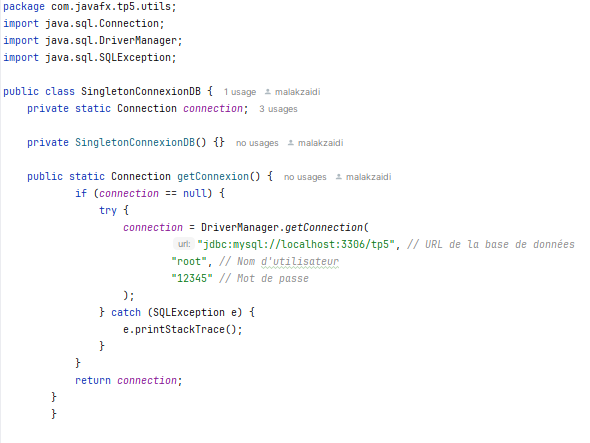 package com.javafx.tp5.utils;
import java.sql.Connection;
import java.sql.DriverManager;
import java.sql.SQLException;
public class SingletonConnexionDB { 1 usage malakzaidi
private static Connection connection; 3 usages
private SingletonConnexionDB() {} no usages malakzaidi
public static Connection getConnexion() { no usages malakzaidi
if (connection == null) {
try {
connection = DriverManager.getConnection(
url: "jdbc:mysql://localhost:3306/tp5", // URL de la base de données
"root", // Nom d'utilisateur
"12345" // Mot de passe
);
} catch (SQLException e) {
e.printStackTrace();
}
}
return connection;
}
}